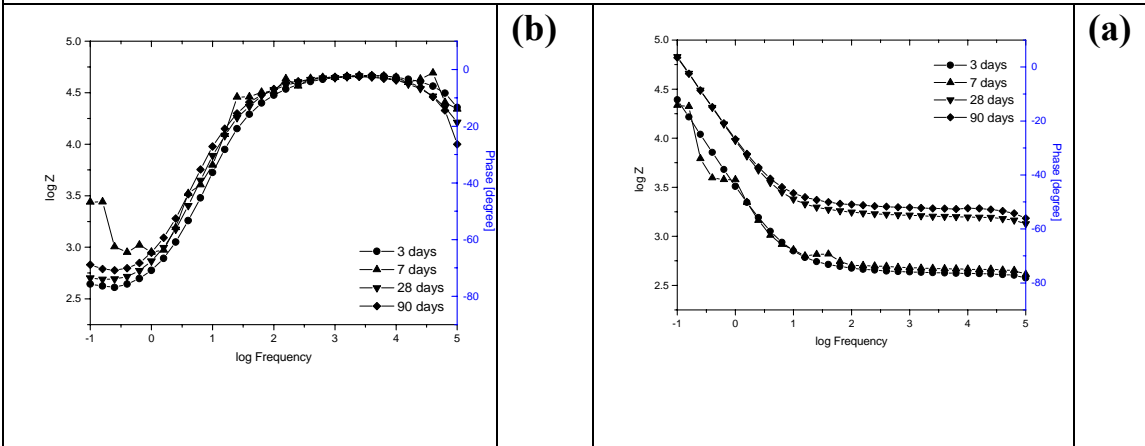 (b)
5.0
4.5
4.0
3.5
3.0
2.5
log Z
0
-20
-40
-60
-80
Phase [degree]
3 days
7 days
28 days
90 days
-1 0 1 2 3 4 5
log Frequency
(a)
5.0
4.5
4.0
3.5
3.0
2.5
log Z
0
-20
-40
-60
-80
Phase [degree]
3 days
7 days
28 days
90 days
-1 0 1 2 3 4 5
log Frequency